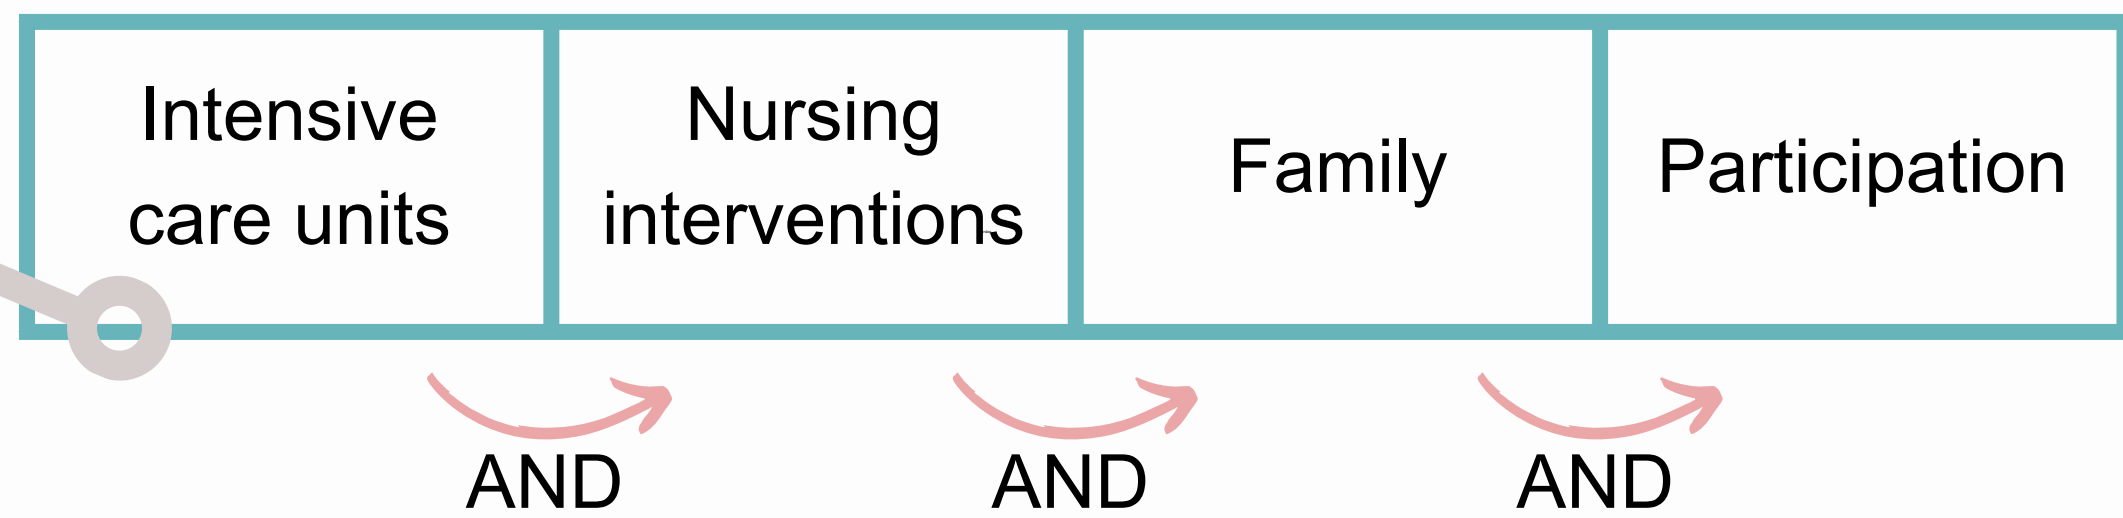 Intensive
care units
Nursing
interventions
Family
Participation
AND
AND
AND